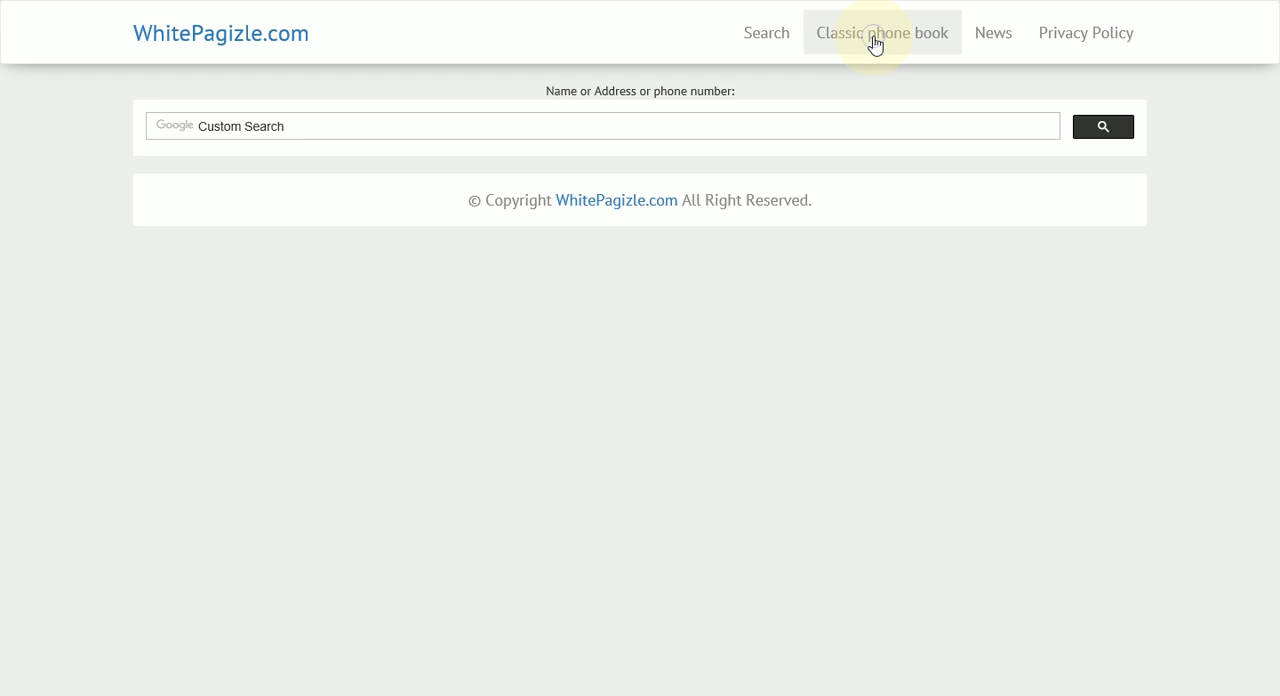 WhitePagizle.com
Search Classic phone book News Privacy Policy
Name or Address or phone number:
Google Custom Search
© Copyright WhitePagizle.com All Right Reserved.